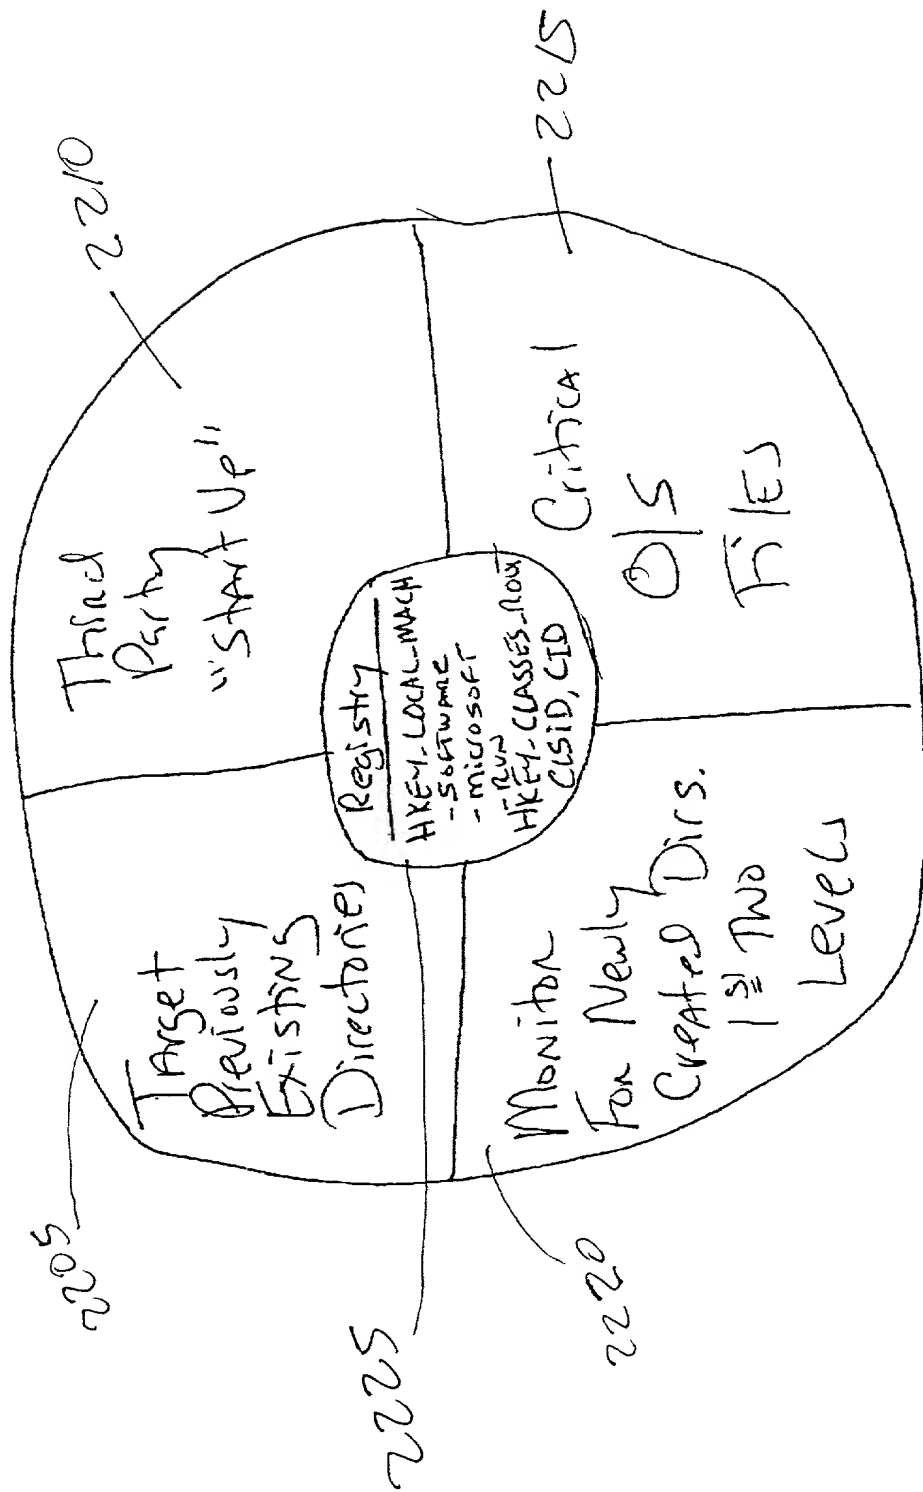 2205
Target
Previously
Existing
Directories
2210
Third
Party
"Start Up"
2225
Registry
HKEY_LOCAL_MACH
-SOFTWARE
-MICROSOFT
-RUN
HKEY_CLASSES_ROOT
CLSID, CID
2220
Monitor
For Newly
Created Dirs.
1st Two
Levels
2215
Critical
O/S
Files